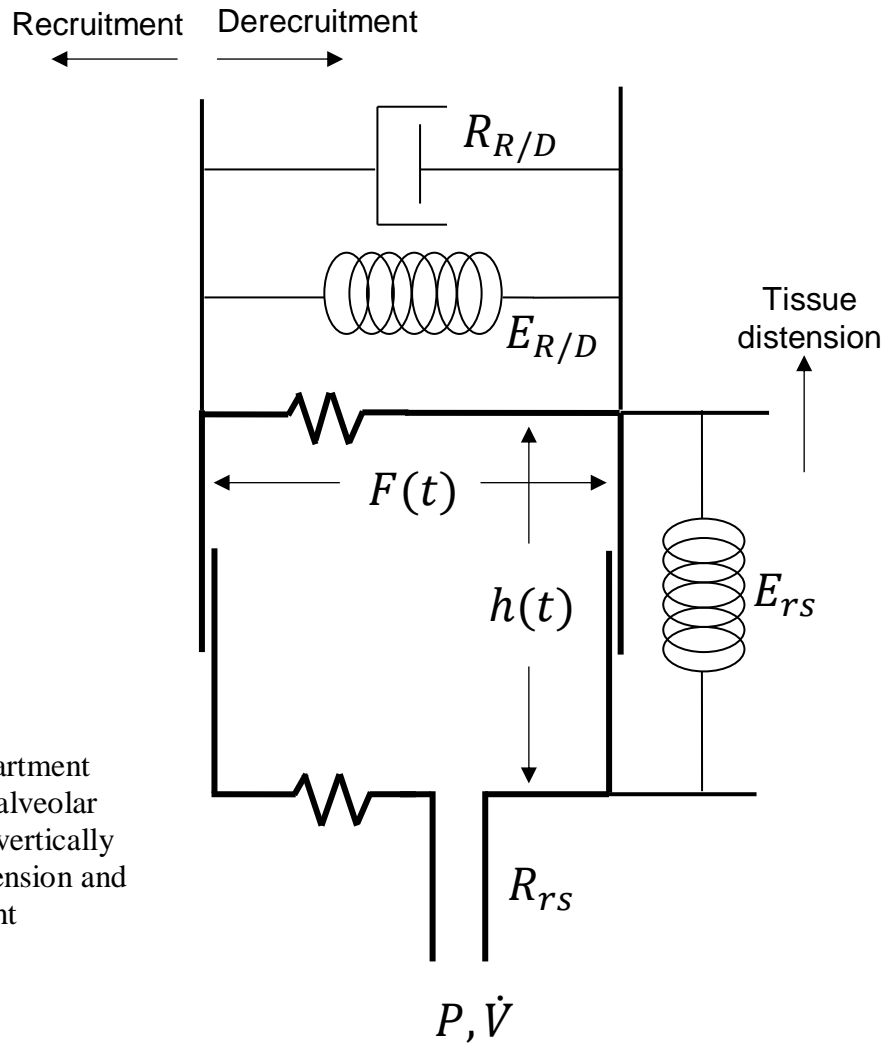 Recruitment Derecruitment
R_{R/D}
E_{R/D}
Tissue
distension
F(t)
h(t)
E_{rs}
artment
alveolar
vertically
ension and
nt
R_{rs}
P, V̇